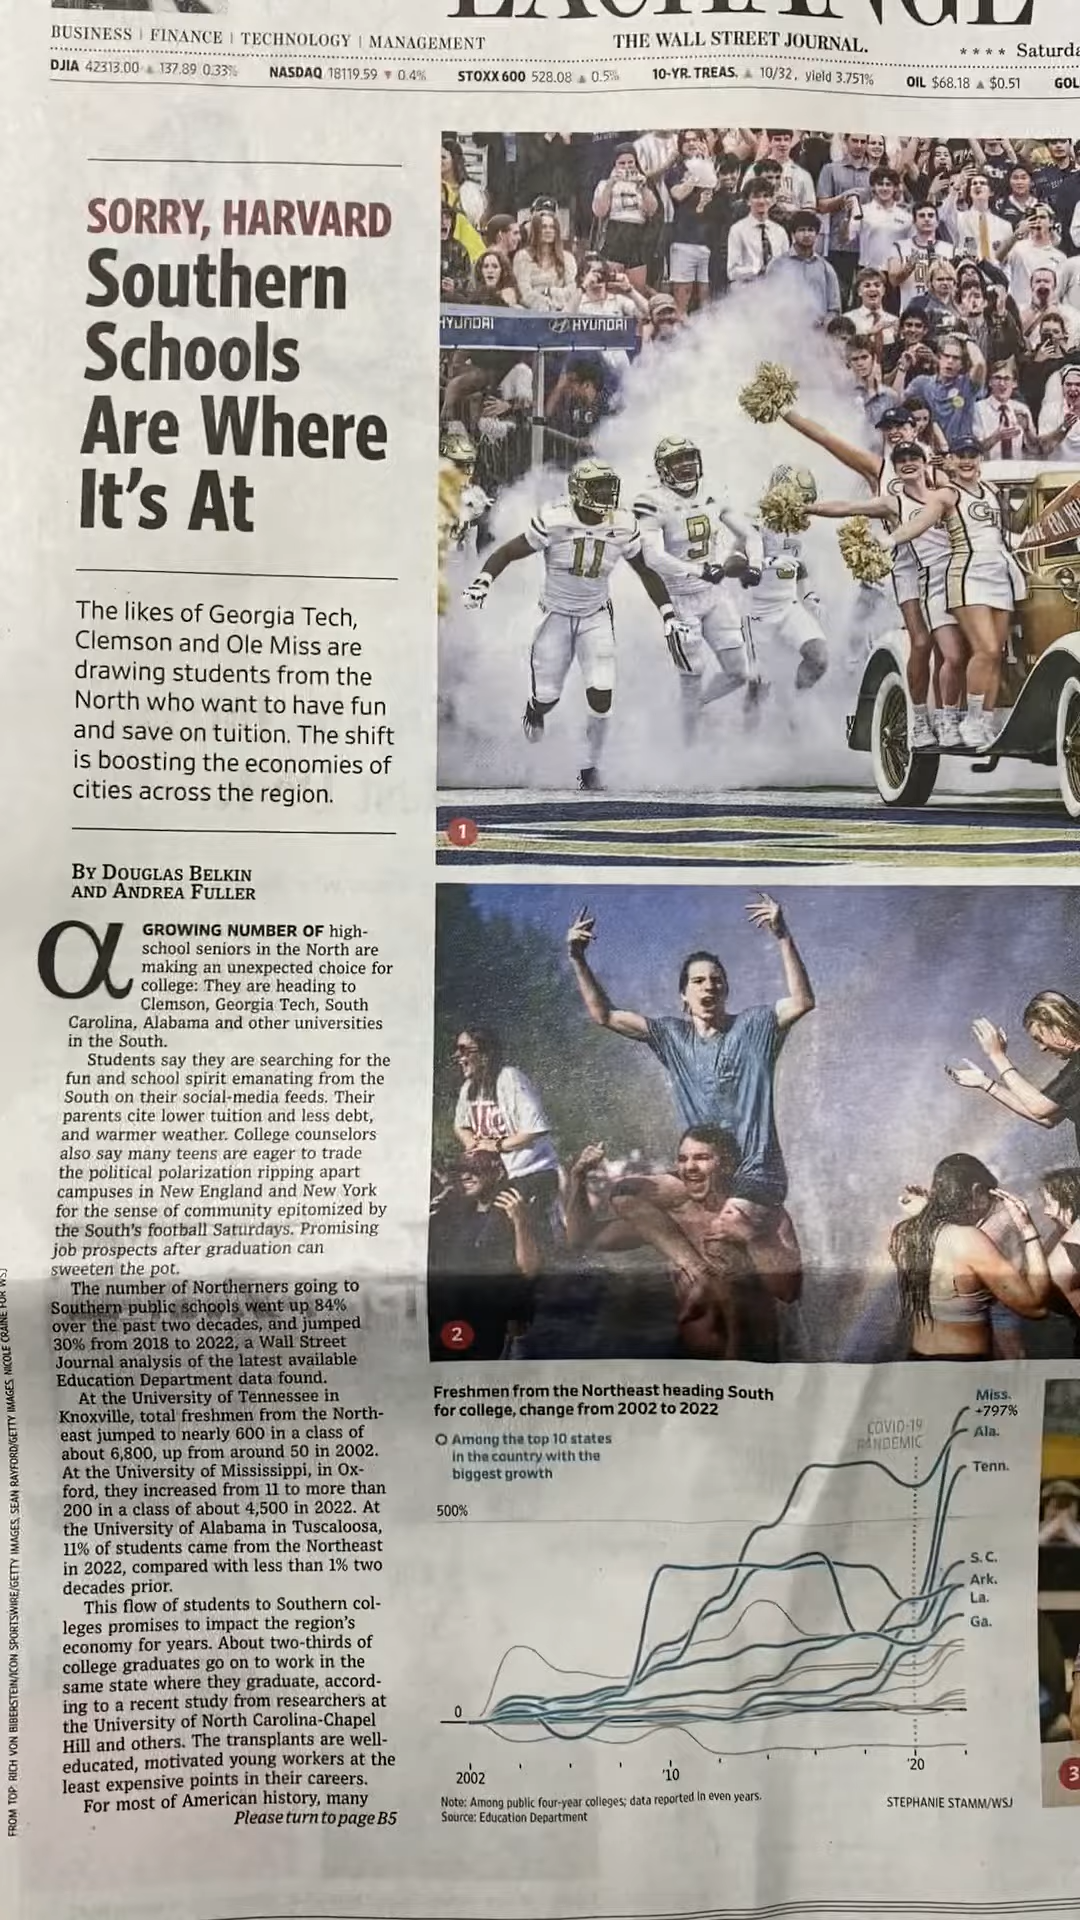 EXCHANGE
BUSINESS | FINANCE | TECHNOLOGY | MANAGEMENT
THE WALL STREET JOURNAL.
**** Saturda
DJIA 42313.00 ▲ 137.89 0.33%
NASDAQ 18119.59 ▼ 0.4%
STOXX 600 528.08 ▲ 0.5%
10-YR. TREAS. ▲ 10/32, yield 3.751%
OIL $68.18 ▲ $0.51
GOL
SORRY, HARVARD
Southern
Schools
Are Where
It's At
The likes of Georgia Tech,
Clemson and Ole Miss are
drawing students from the
North who want to have fun
and save on tuition. The shift
is boosting the economies of
cities across the region.
BY DOUGLAS BELKIN
AND ANDREA FULLER
a GROWING NUMBER OF high-
school seniors in the North are
making an unexpected choice for
college: They are heading to
Clemson, Georgia Tech, South
Carolina, Alabama and other universities
in the South.
Students say they are searching for the
fun and school spirit emanating from the
South on their social-media feeds. Their
parents cite lower tuition and less debt,
and warmer weather. College counselors
also say many teens are eager to trade
the political polarization ripping apart
campuses in New England and New York
for the sense of community epitomized by
the South's football Saturdays. Promising
job prospects after graduation can
sweeten the pot.
The number of Northerners going to
Southern public schools went up 84%
over the past two decades, and jumped
30% from 2018 to 2022, a Wall Street
Journal analysis of the latest available
Education Department data found.
At the University of Tennessee in
Knoxville, total freshmen from the North-
east jumped to nearly 600 in a class of
about 6,800, up from around 50 in 2002.
At the University of Mississippi, in Ox-
ford, they increased from 11 to more than
200 in a class of about 4,500 in 2022. At
the University of Alabama in Tuscaloosa,
11% of students came from the Northeast
in 2022, compared with less than 1% two
decades prior.
This flow of students to Southern col-
leges promises to impact the region's
economy for years. About two-thirds of
college graduates go on to work in the
same state where they graduate, accord-
ing to a recent study from researchers at
the University of North Carolina-Chapel
Hill and others. The transplants are well-
educated, motivated young workers at the
least expensive points in their careers.
For most of American history, many
Please turn to page B5
FROM TOP: RICH VON BIBERSTEIN/ICON SPORTSWIRE/GETTY IMAGES, SEAN RAYFORD/GETTY IMAGES, NICOLE CRAINE FOR WSJ
HYUNDAI
HYUNDAI
11
9
GT
1
2
Freshmen from the Northeast heading South
for college, change from 2002 to 2022
Among the top 10 states
in the country with the
biggest growth
COVID-19
PANDEMIC
Miss.
+797%
Ala.
Tenn.
500%
S.C.
Ark.
La.
Ga.
0
2002
'10
'20
3
Note: Among public four-year colleges; data reported in even years.
Source: Education Department
STEPHANIE STAMM/WSJ